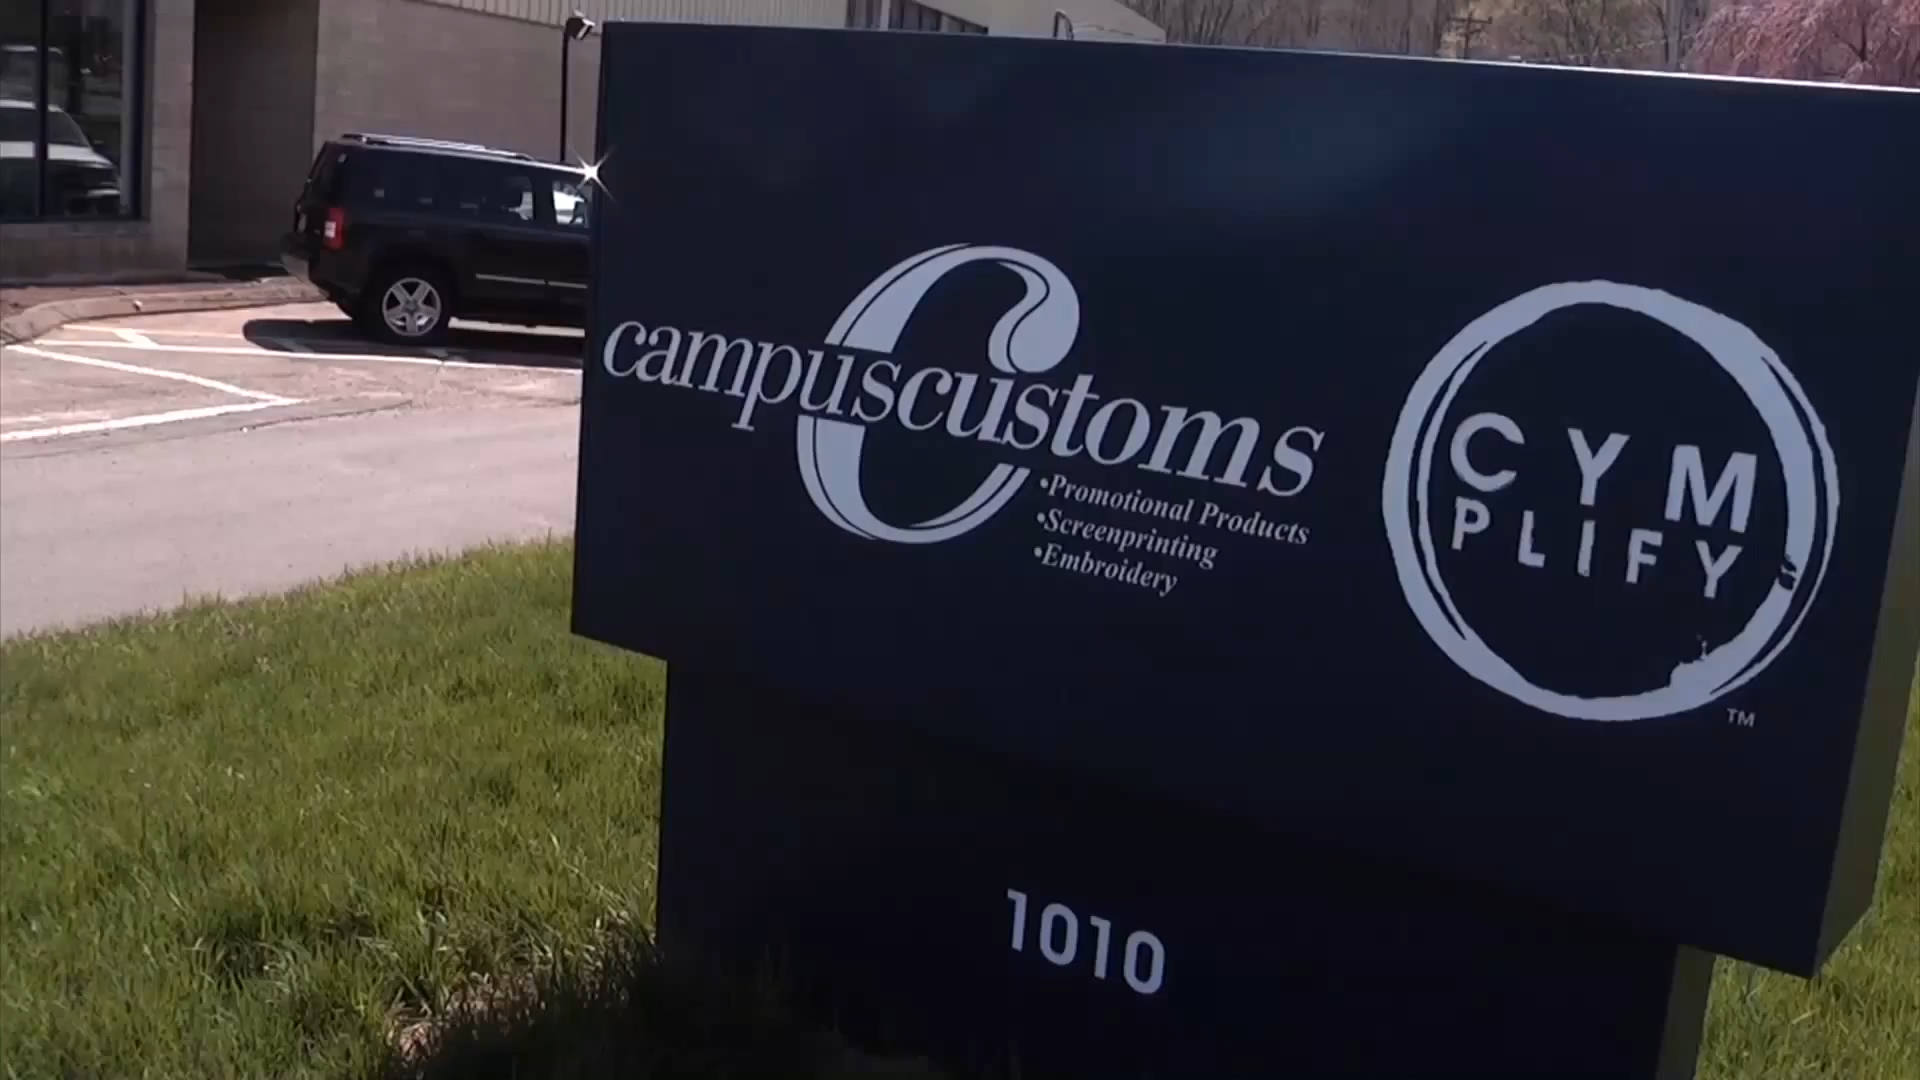 campuscustoms
•Promotional Products
•Screenprinting
•Embroidery
CYM
PLIFY
TM
1010